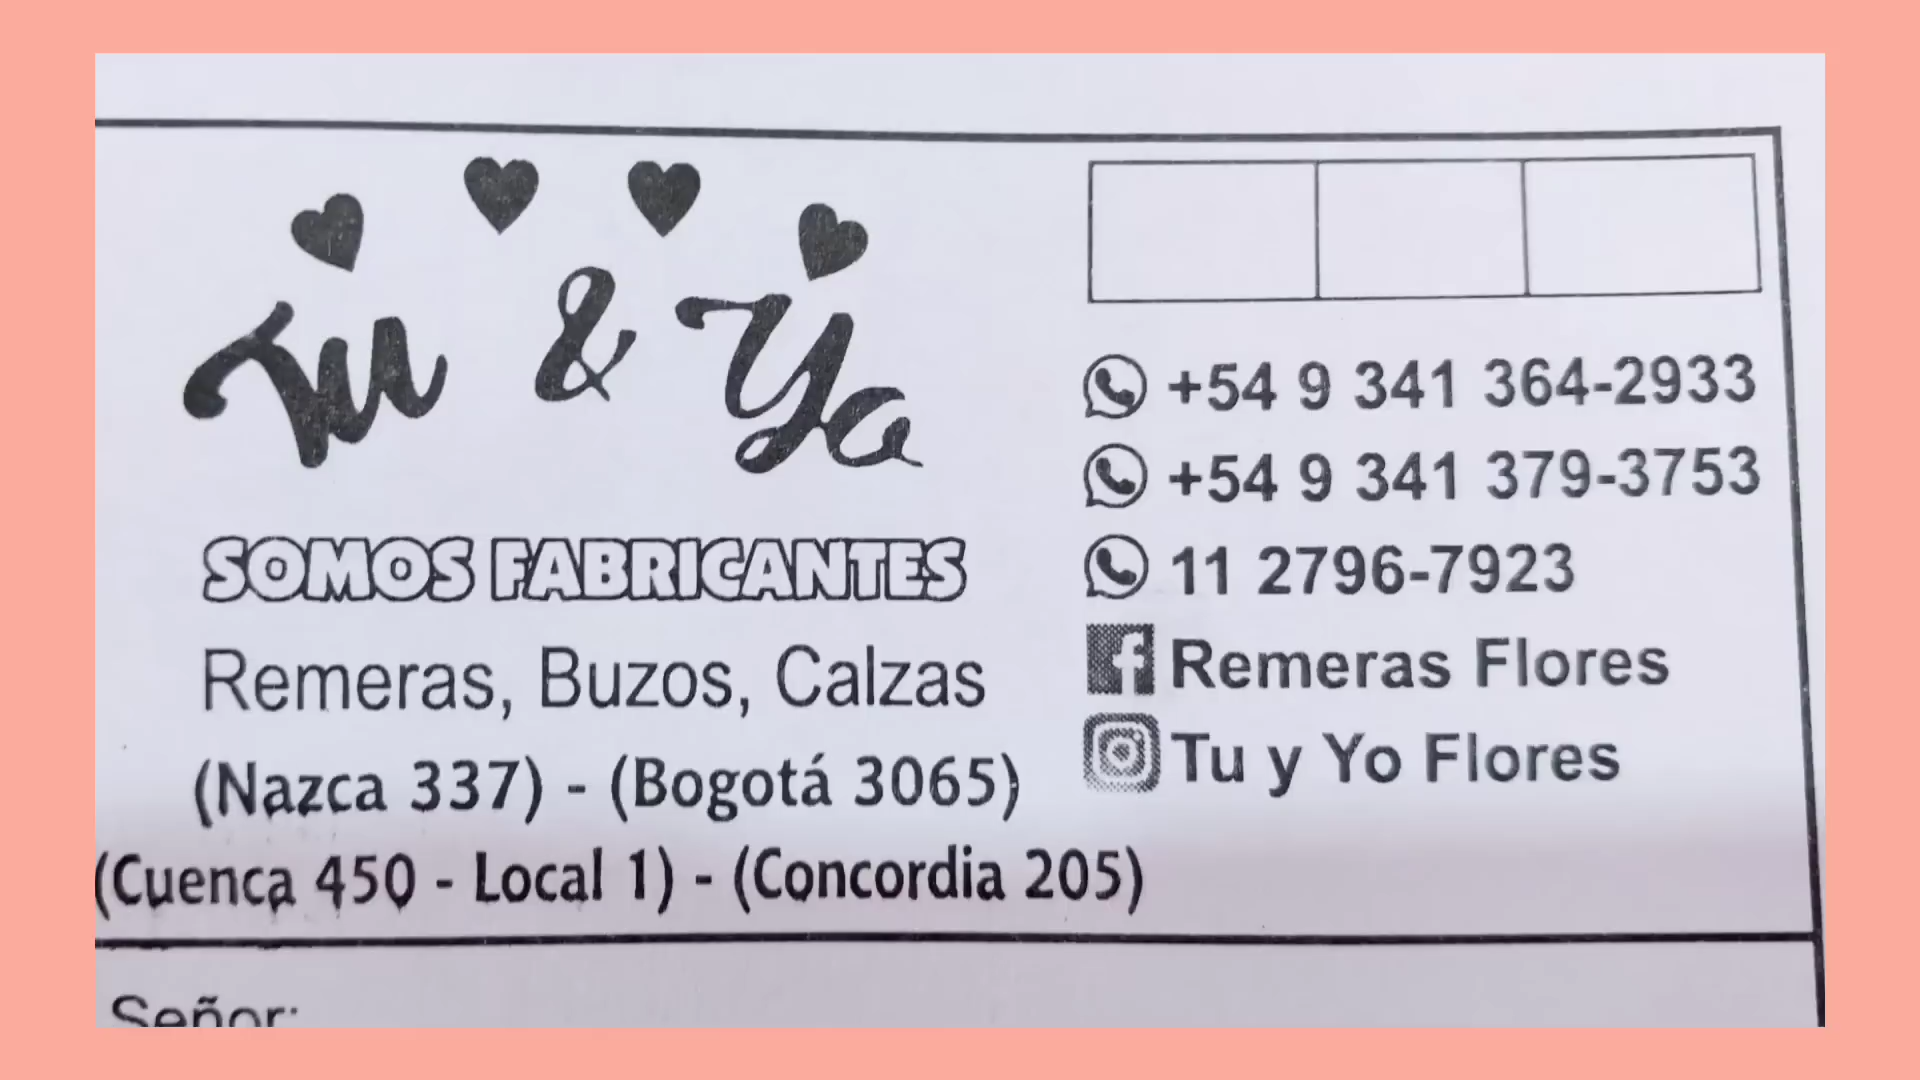 Tu & Yo
SOMOS FABRICANTES
Remeras, Buzos, Calzas
(Nazca 337) - (Bogotá 3065)
(Cuenca 450 - Local 1) - (Concordia 205)
+54 9 341 364-2933
+54 9 341 379-3753
11 2796-7923
Remeras Flores
Tu y Yo Flores
Señor: